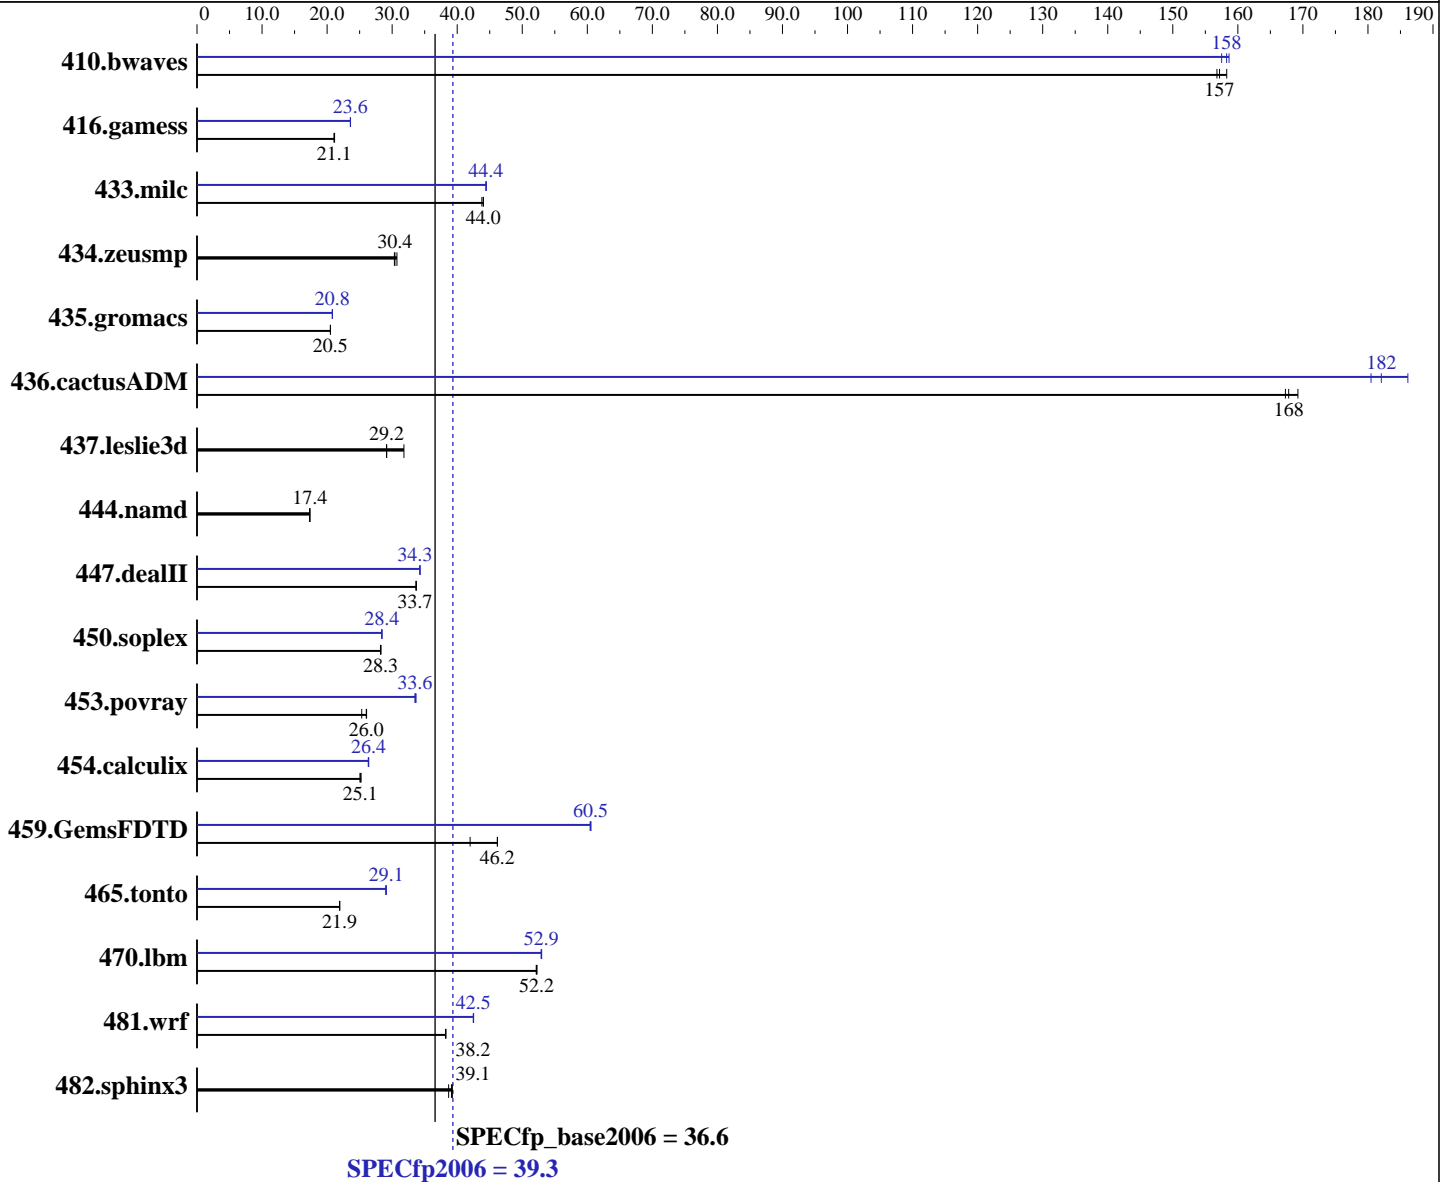 0 10.0 20.0 30.0 40.0 50.0 60.0 70.0 80.0 90.0 100 110 120 130 140 150 160 170 180 190
410.bwaves
158
157
416.gamess
23.6
21.1
433.milc
44.4
44.0
434.zeusmp
30.4
435.gromacs
20.8
20.5
436.cactusADM
182
168
437.leslie3d
29.2
444.namd
17.4
447.dealII
34.3
33.7
450.soplex
28.4
28.3
453.povray
33.6
26.0
454.calculix
26.4
25.1
459.GemsFDTD
60.5
46.2
465.tonto
29.1
21.9
470.lbm
52.9
52.2
481.wrf
42.5
38.2
482.sphinx3
39.1
SPECfp_base2006 = 36.6
SPECfp2006 = 39.3